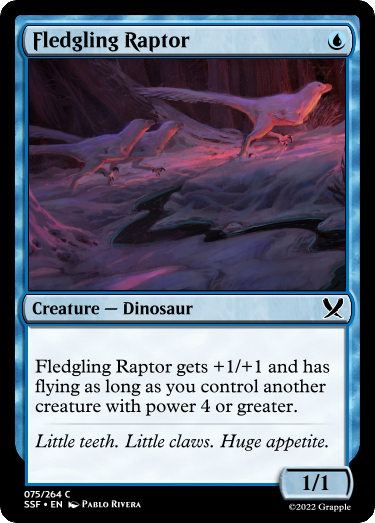 Fledgling Raptor
Creature — Dinosaur
Fledgling Raptor gets +1/+1 and has
flying as long as you control another
creature with power 4 or greater.
Little teeth. Little claws. Huge appetite.
1/1
075/264 C
SSF • EN Pablo Rivera
©2022 Grapple